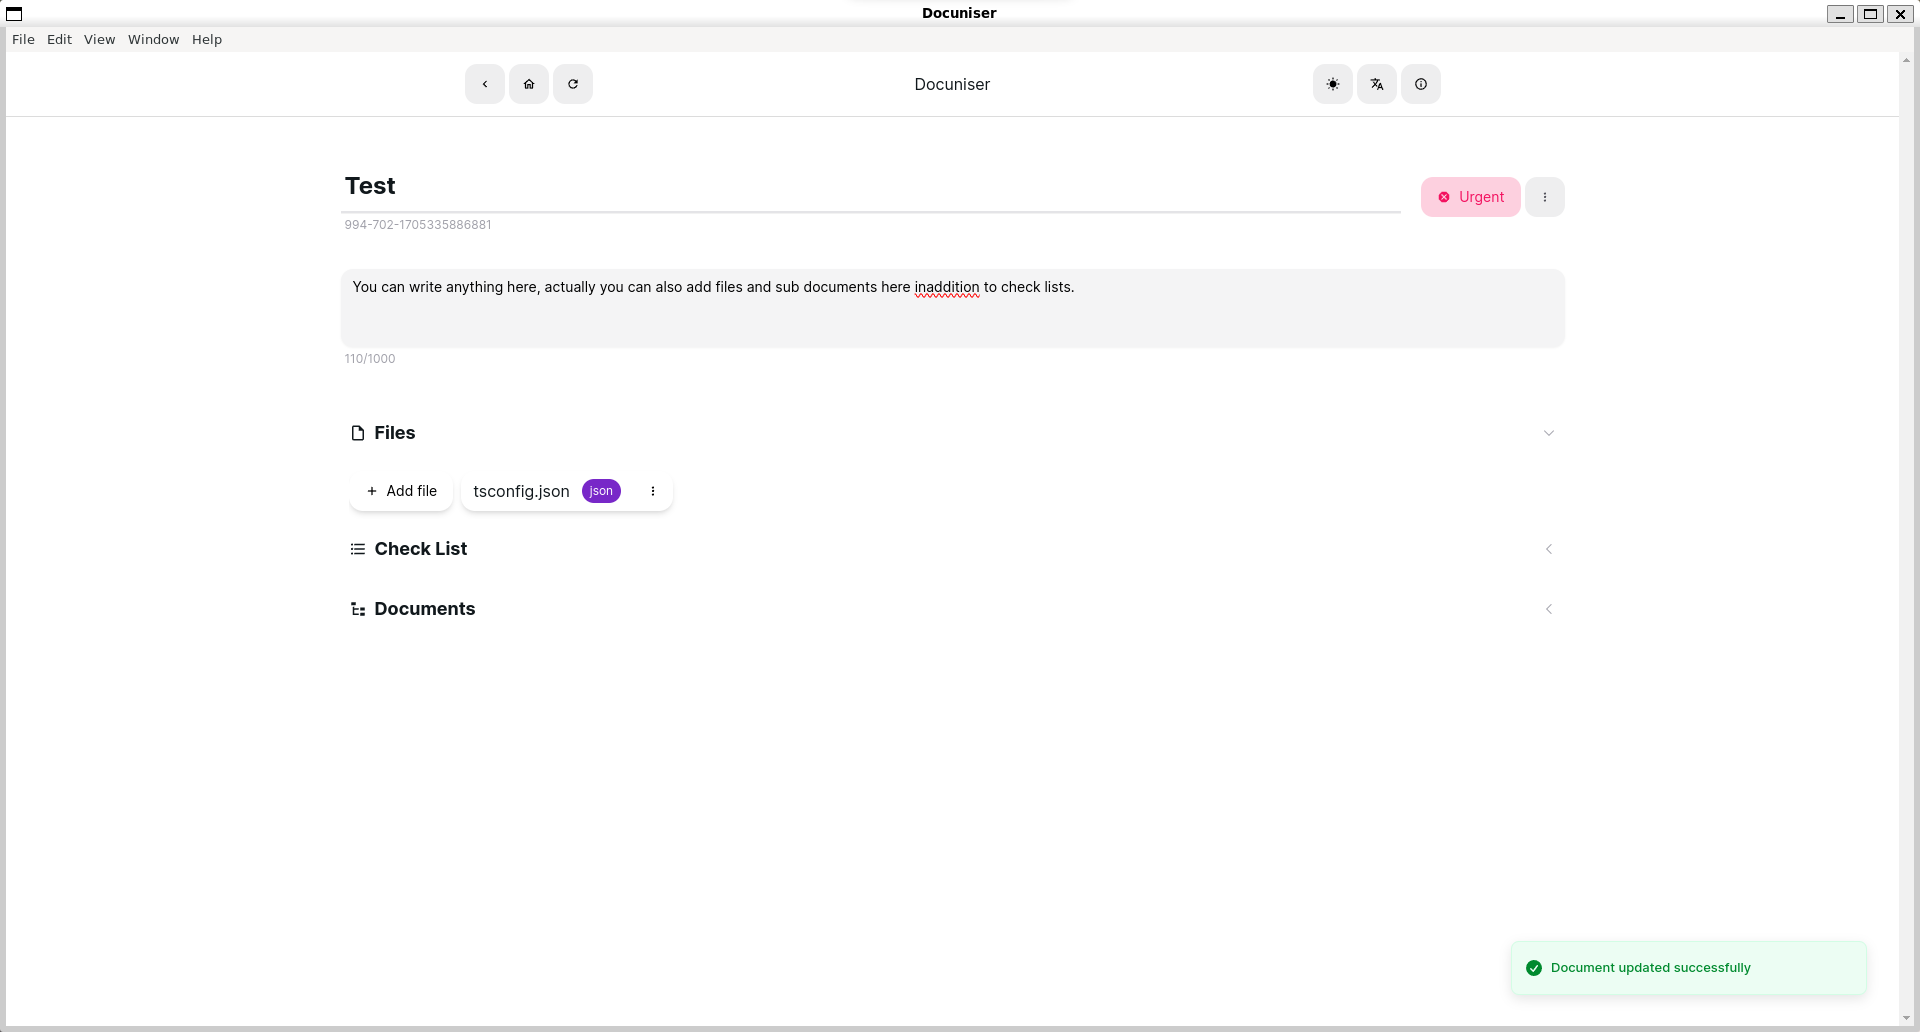 Docuniser
File Edit View Window Help
Docuniser
Test
Urgent
994-702-1705335886881
You can write anything here, actually you can also add files and sub documents here inaddition to check lists.
110/1000
Files
Add file tsconfig.json json
Check List
Documents
Document updated successfully